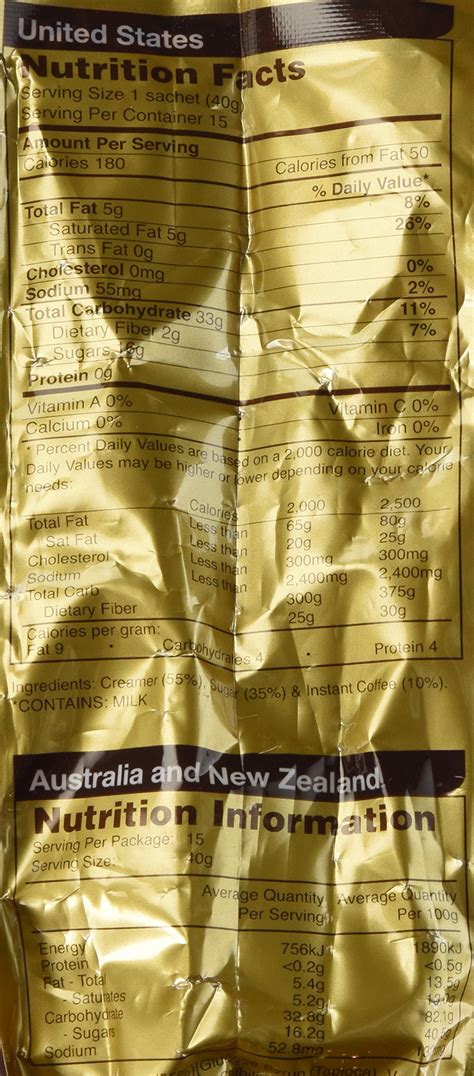 United States
Nutrition Facts
Serving Size 1 sachet (40g)
Serving Per Container 15
Amount Per Serving
Calories 180 Calories from Fat 50
% Daily Value*
Total Fat 5g 8%
Saturated Fat 5g 26%
Trans Fat 0g
Cholesterol 0mg 0%
Sodium 55mg 2%
Total Carbohydrate 33g 11%
Dietary Fiber 2g 7%
Sugars
Protein 0g
Vitamin A 0% Vitamin C 0%
Calcium 0% Iron 0%
* Percent Daily Values are based on a 2,000 calorie diet. Your
Daily Values may be higher or lower depending on your calorie
needs:
Calories 2,000 2,500
Total Fat Less than 65g 80g
Sat Fat Less than 20g 25g
Cholesterol Less than 300mg 300mg
Sodium Less than 2,400mg 2,400mg
Total Carb 300g 375g
Dietary Fiber 25g 30g
Calories per gram:
Fat 9 • Carbohydrates 4 • Protein 4
Ingredients: Creamer (55%), Sugar (35%) & Instant Coffee (10%).
*CONTAINS: MILK
Australia and New Zealand
Nutrition Information
Serving Per Package: 15
Serving Size: 40g
Average Quantity Average Quantity
Per Serving Per 100g
Energy 756kJ 1890kJ
Protein <0.2g <0.5g
Fat - Total 5.4g 13.5g
- Saturates 5.2g
Carbohydrate 32.8g 82.1g
- Sugars 16.2g
Sodium 52.8mg
(Tapioca)